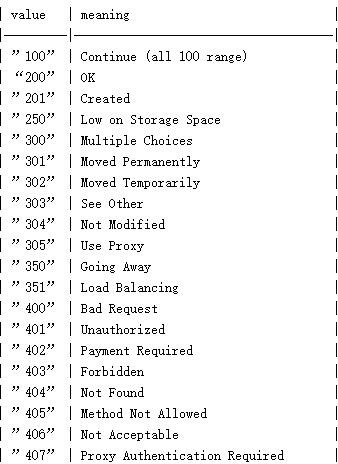 | value | meaning |
|———————|———————————————————————————|
| ”100” | Continue (all 100 range) |
| “200” | OK |
| ”201” | Created |
| ”250” | Low on Storage Space |
| ”300” | Multiple Choices |
| ”301” | Moved Permanently |
| ”302” | Moved Temporarily |
| ”303” | See Other |
| ”304” | Not Modified |
| ”305” | Use Proxy |
| ”350” | Going Away |
| ”351” | Load Balancing |
| ”400” | Bad Request |
| ”401” | Unauthorized |
| ”402” | Payment Required |
| ”403” | Forbidden |
| ”404” | Not Found |
| ”405” | Method Not Allowed |
| ”406” | Not Acceptable |
| ”407” | Proxy Authentication Required |